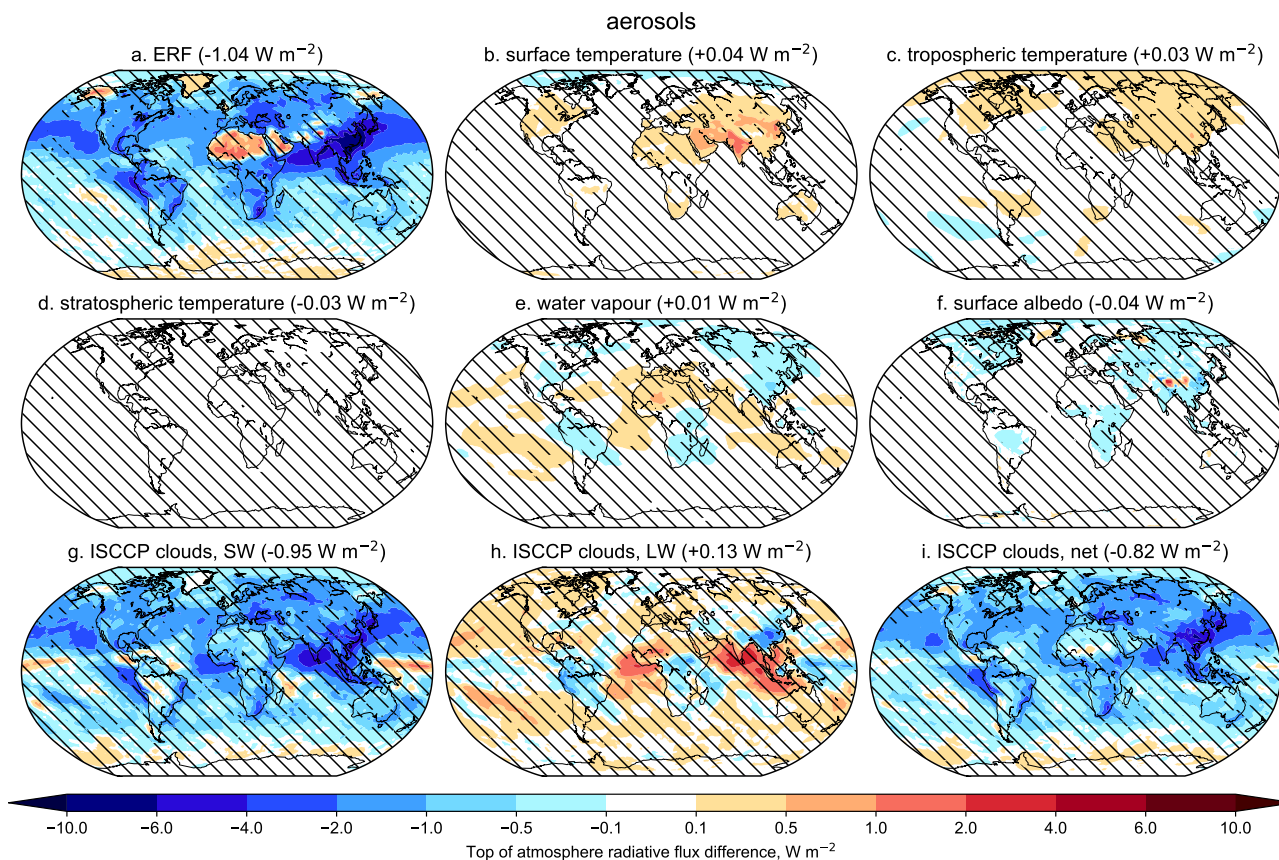 aerosols
a. ERF (-1.04 W m⁻²)
b. surface temperature (+0.04 W m⁻²)
c. tropospheric temperature (+0.03 W m⁻²)
d. stratospheric temperature (-0.03 W m⁻²)
e. water vapour (+0.01 W m⁻²)
f. surface albedo (-0.04 W m⁻²)
g. ISCCP clouds, SW (-0.95 W m⁻²)
h. ISCCP clouds, LW (+0.13 W m⁻²)
i. ISCCP clouds, net (-0.82 W m⁻²)
−10.0 −6.0 −4.0 −2.0 −1.0 −0.5 −0.1 0.1 0.5 1.0 2.0 4.0 6.0 10.0
Top of atmosphere radiative flux difference, W m⁻²